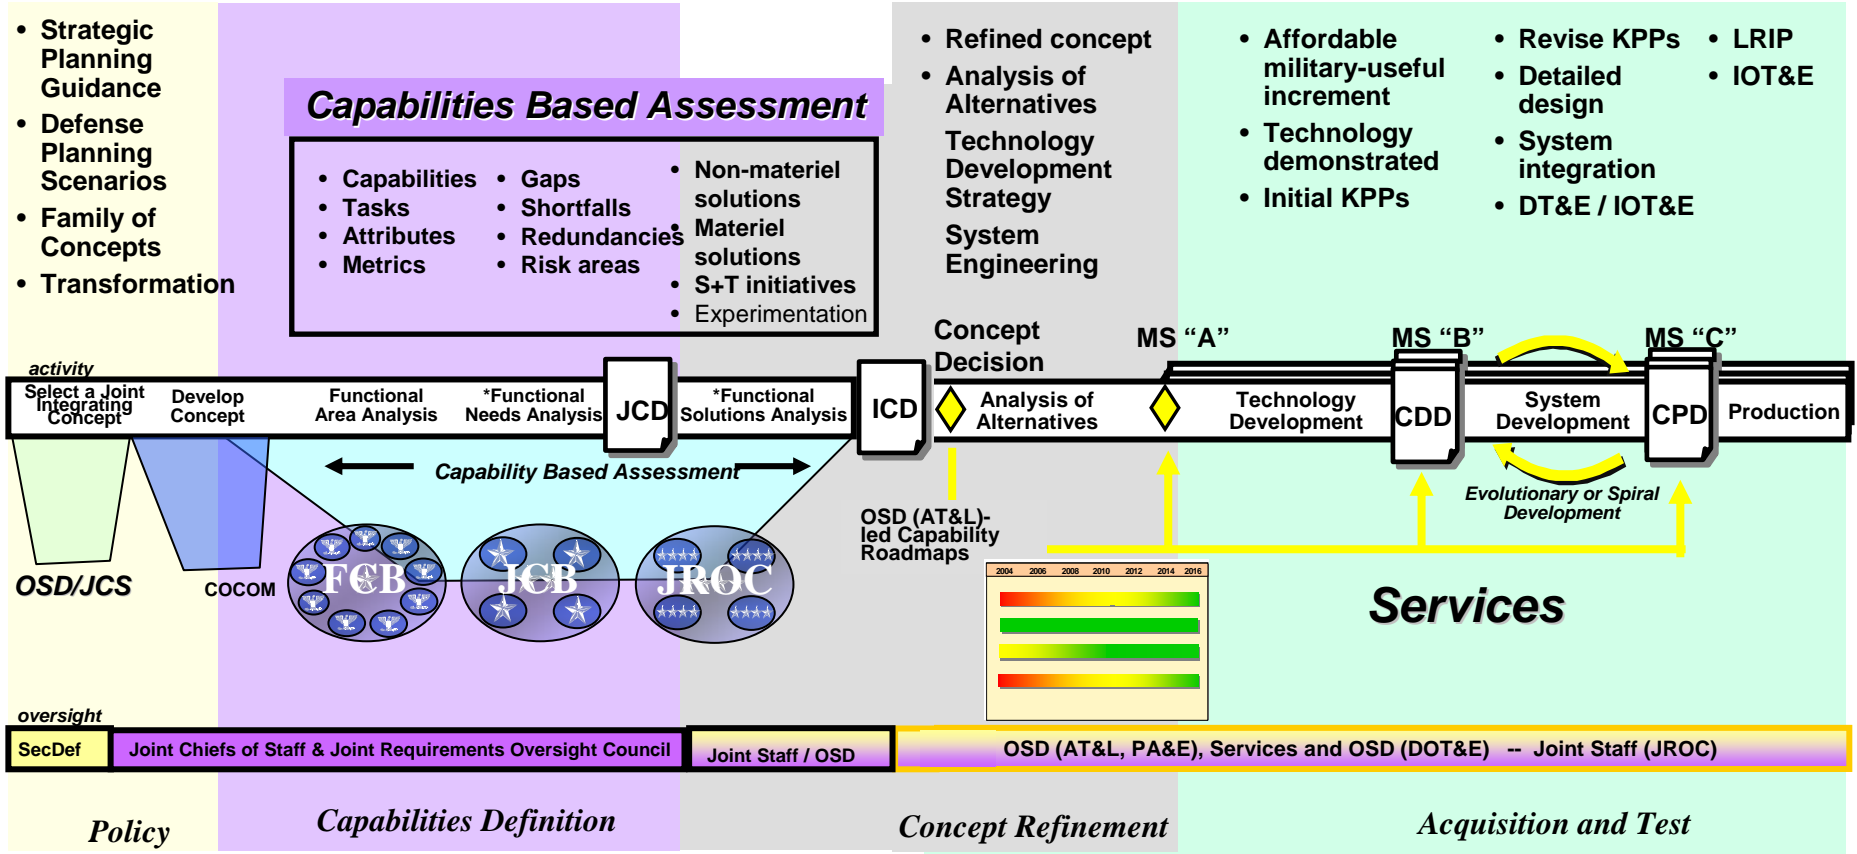 • Strategic
Planning
Guidance
• Defense
Planning
Scenarios
• Family of
Concepts
• Transformation
Capabilities Based Assessment
• Capabilities
• Tasks
• Attributes
• Metrics
• Gaps
• Shortfalls
• Redundancies
• Risk areas
• Non-materiel
solutions
• Materiel
solutions
• S+T initiatives
• Experimentation
• Refined concept
• Analysis of
Alternatives
Technology
Development
Strategy
System
Engineering
• Affordable
military-useful
increment
• Technology
demonstrated
• Initial KPPs
• Revise KPPs
• Detailed
design
• System
integration
• DT&E / IOT&E
• LRIP
• IOT&E
Concept
Decision
MS “A”
MS “B”
MS “C”
activity
Select a Joint
Integrating
Concept
Develop
Concept
Functional
Area Analysis
*Functional
Needs Analysis
JCD
*Functional
Solutions Analysis
ICD
Analysis of
Alternatives
Technology
Development
CDD
System
Development
CPD
Production
Capability Based Assessment
Evolutionary or Spiral
Development
OSD/JCS
COCOM
FCB
JCB
JROC
OSD (AT&L)-
led Capability
Roadmaps
2004 2006 2008 2010 2012 2014 2016
Services
oversight
SecDef
Joint Chiefs of Staff & Joint Requirements Oversight Council
Joint Staff / OSD
OSD (AT&L, PA&E), Services and OSD (DOT&E) -- Joint Staff (JROC)
Policy
Capabilities Definition
Concept Refinement
Acquisition and Test